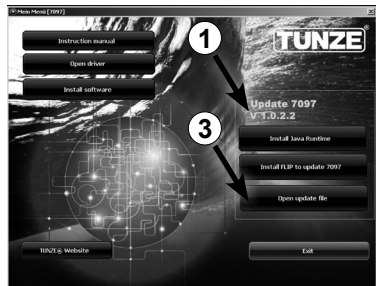 Mein Menü [7097]
Instruction manual
Open driver
Install software
TUNZE®
1
Update 7097
V 1.0.2.2
3
Install Java Runtime
Install FLIP to update 7097
Open update file
TUNZE® Website
Exit